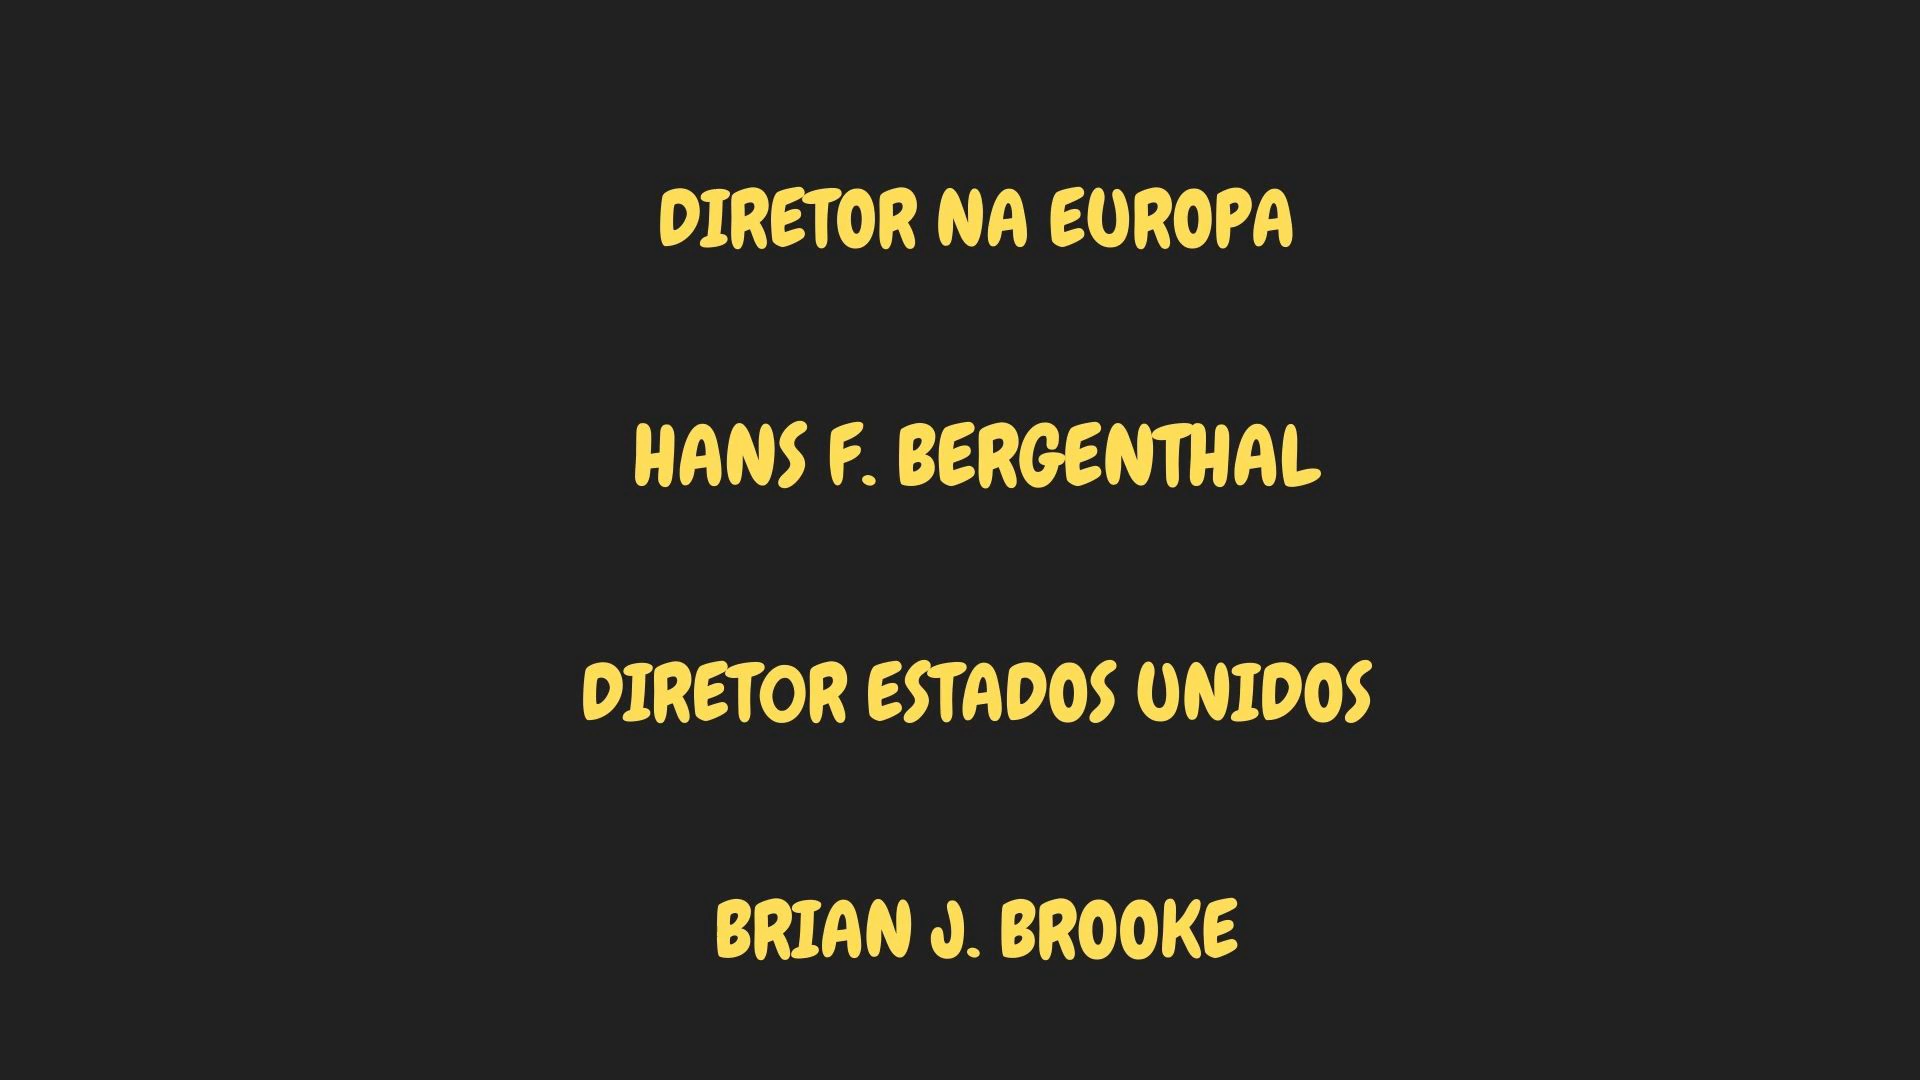 DIRETOR NA EUROPA
HANS F. BERGENTHAL
DIRETOR ESTADOS UNIDOS
BRIAN J. BROOKE